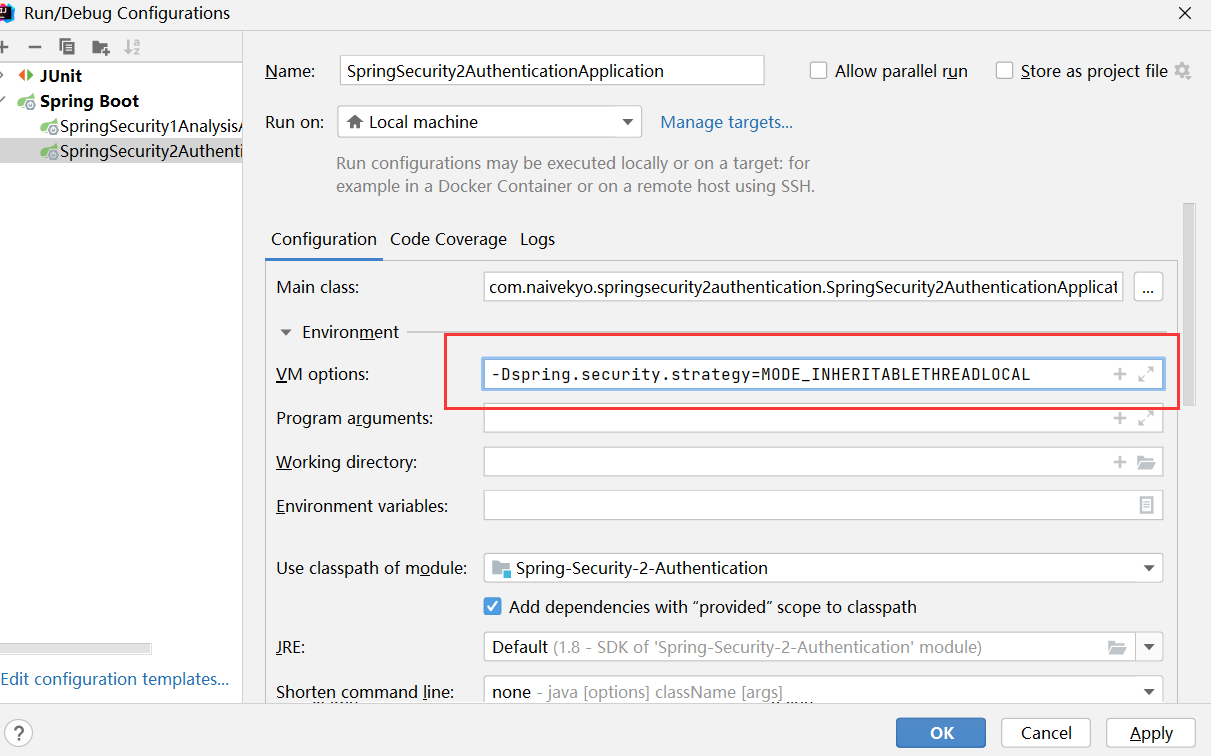 Run/Debug Configurations
JUnit
Spring Boot
SpringSecurity1Analysis
SpringSecurity2Authenti
Edit configuration templates...
Name: SpringSecurity2AuthenticationApplication
Allow parallel run
Store as project file
Run on: Local machine
Manage targets...
Run configurations may be executed locally or on a target: for
example in a Docker Container or on a remote host using SSH.
Configuration Code Coverage Logs
Main class: com.naivekyo.springsecurity2authentication.SpringSecurity2AuthenticationApplicat ...
Environment
VM options: -Dspring.security.strategy=MODE_INHERITABLETHREADLOCAL
Program arguments:
Working directory:
Environment variables:
Use classpath of module: Spring-Security-2-Authentication
Add dependencies with “provided” scope to classpath
JRE: Default (1.8 - SDK of 'Spring-Security-2-Authentication' module)
Shorten command line: none - java [options] className [args]
? OK Cancel Apply